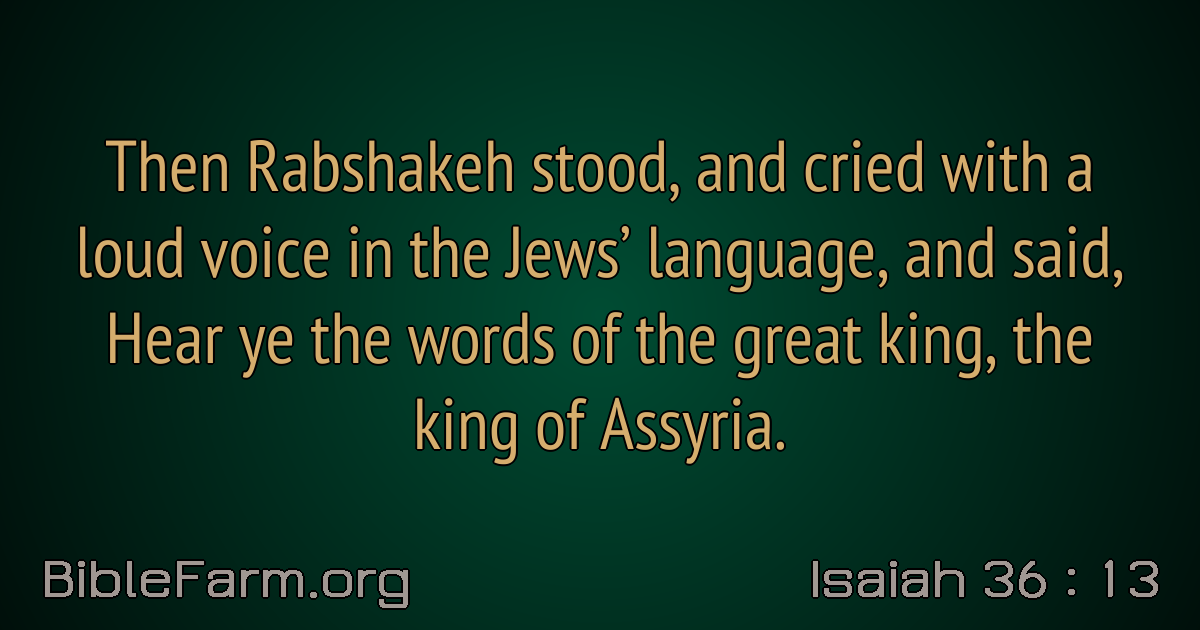 Then Rabshakeh stood, and cried with a
loud voice in the Jews’ language, and said,
Hear ye the words of the great king, the
king of Assyria.
BibleFarm.org
Isaiah 36 : 13